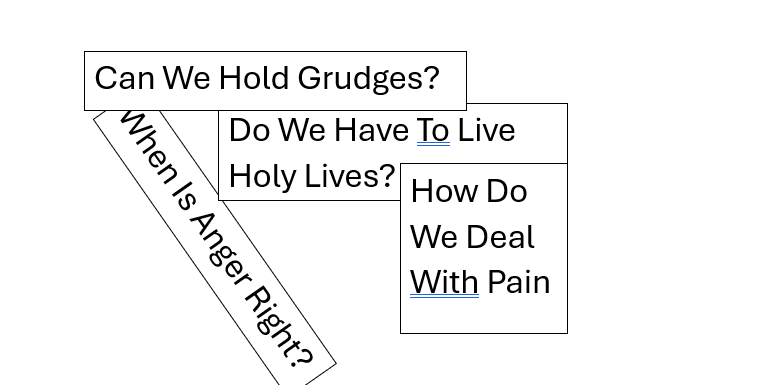 Can We Hold Grudges?
Do We Have To Live
Holy Lives?
When Is Anger Right?
How Do
We Deal
With Pain